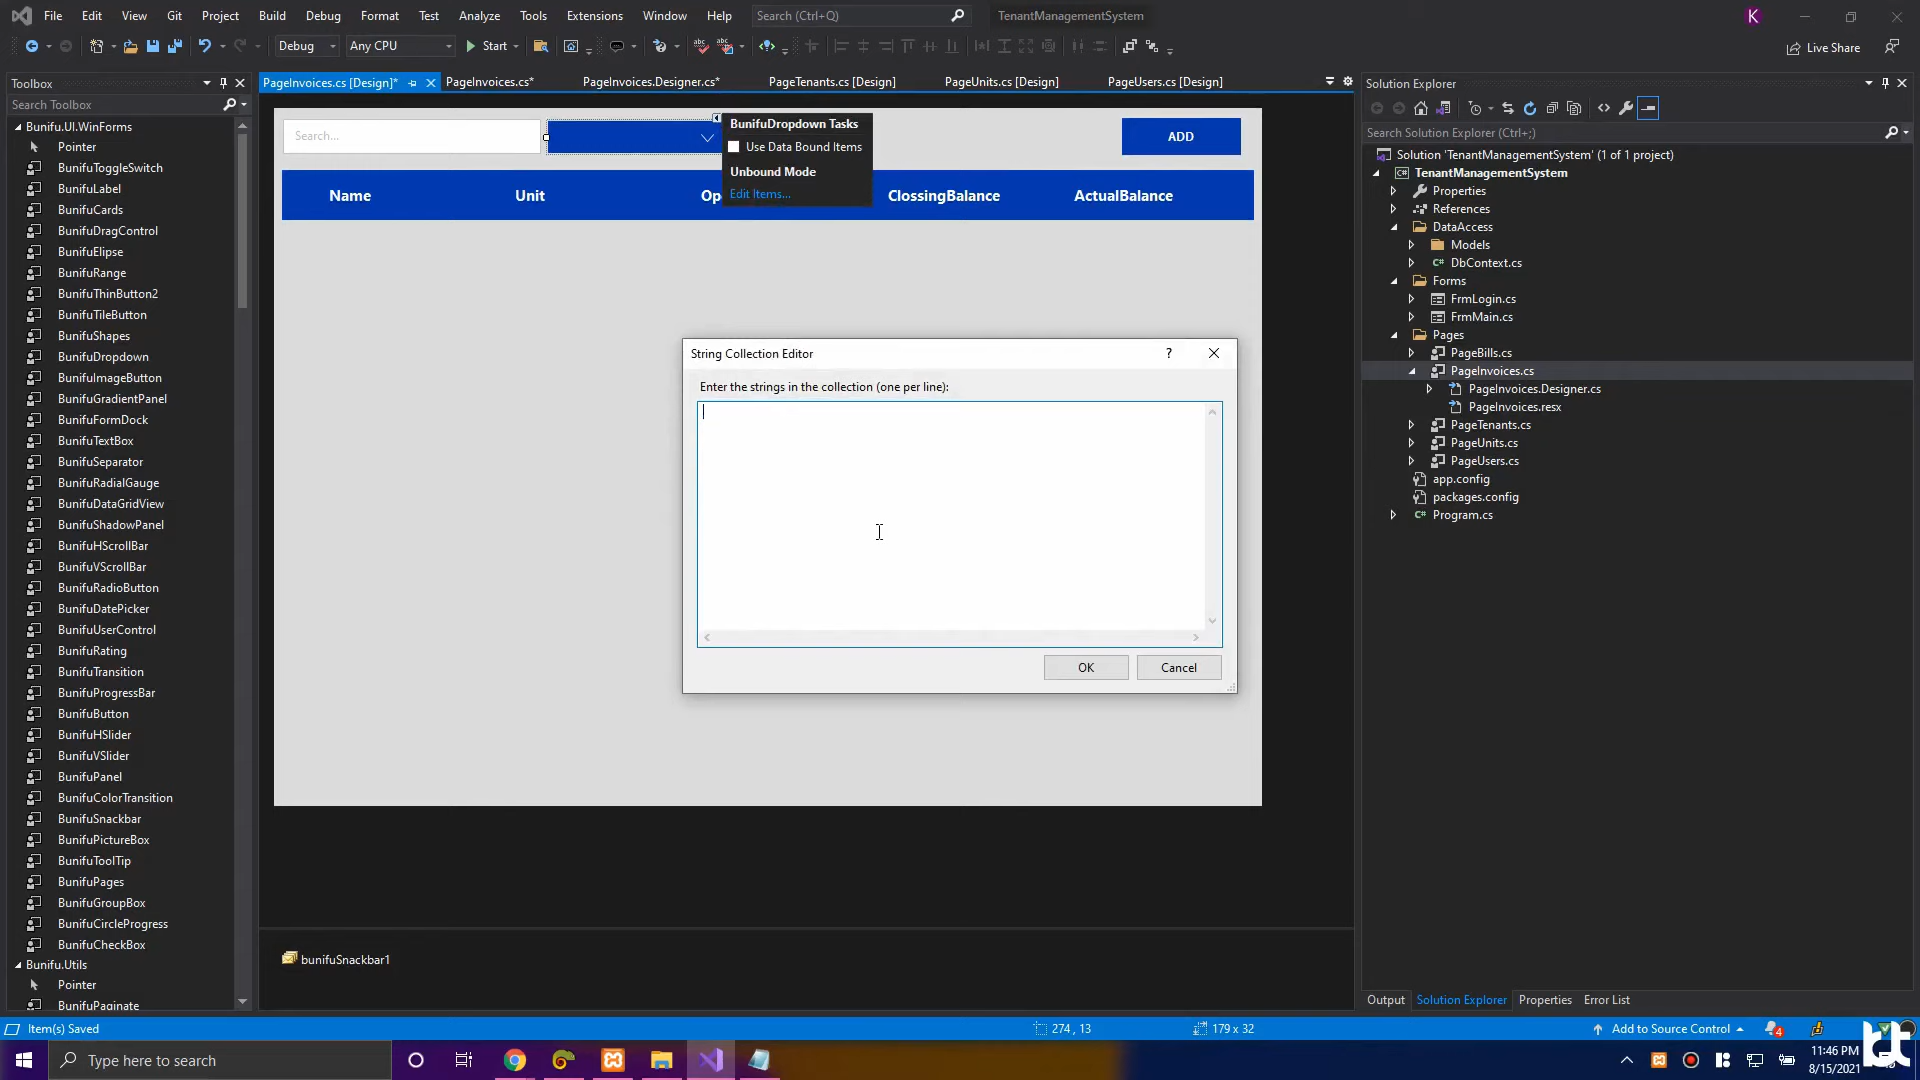 File Edit View Git Project Build Debug Format Test Analyze Tools Extensions Window Help Search (Ctrl+Q) TenantManagementSystem K
Debug Any CPU Start Live Share
Toolbox
Search Toolbox
Bunifu.UI.WinForms
Pointer
BunifuToggleSwitch
BunifuLabel
BunifuCards
BunifuDragControl
BunifuElipse
BunifuRange
BunifuThinButton2
BunifuTileButton
BunifuShapes
BunifuDropdown
BunifuImageButton
BunifuGradientPanel
BunifuFormDock
BunifuTextBox
BunifuSeparator
BunifuRadialGauge
BunifuDataGridView
BunifuShadowPanel
BunifuHScrollBar
BunifuVScrollBar
BunifuRadioButton
BunifuDatePicker
BunifuUserControl
BunifuRating
BunifuTransition
BunifuProgressBar
BunifuButton
BunifuHSlider
BunifuVSlider
BunifuPanel
BunifuColorTransition
BunifuSnackbar
BunifuPictureBox
BunifuToolTip
BunifuPages
BunifuGroupBox
BunifuCircleProgress
BunifuCheckBox
Bunifu.Utils
Pointer
BunifuPaginate
PageInvoices.cs [Design]* PageInvoices.cs* PageInvoices.Designer.cs* PageTenants.cs [Design] PageUnits.cs [Design] PageUsers.cs [Design]
Search...
BunifuDropdown Tasks
Use Data Bound Items
Unbound Mode
Edit Items...
ADD
Name Unit Op ClossingBalance ActualBalance
String Collection Editor ?
Enter the strings in the collection (one per line):
OK Cancel
bunifuSnackbar1
Solution Explorer
Search Solution Explorer (Ctrl+;)
Solution 'TenantManagementSystem' (1 of 1 project)
TenantManagementSystem
Properties
References
DataAccess
Models
DbContext.cs
Forms
FrmLogin.cs
FrmMain.cs
Pages
PageBills.cs
PageInvoices.cs
PageInvoices.Designer.cs
PageInvoices.resx
PageTenants.cs
PageUnits.cs
PageUsers.cs
app.config
packages.config
Program.cs
Output Solution Explorer Properties Error List
Item(s) Saved 274 , 13 179 x 32 Add to Source Control 4
Type here to search
11:46 PM
8/15/2021